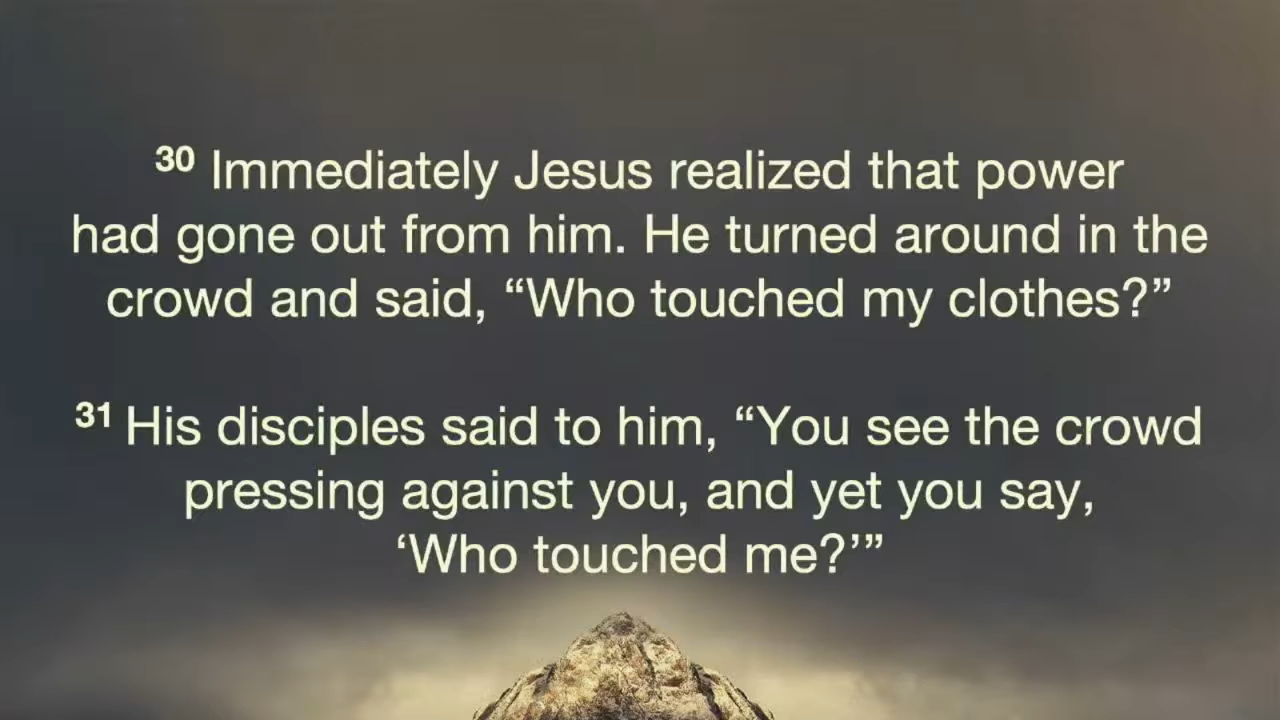 30 Immediately Jesus realized that power
had gone out from him. He turned around in the
crowd and said, “Who touched my clothes?”
31 His disciples said to him, “You see the crowd
pressing against you, and yet you say,
‘Who touched me?’”